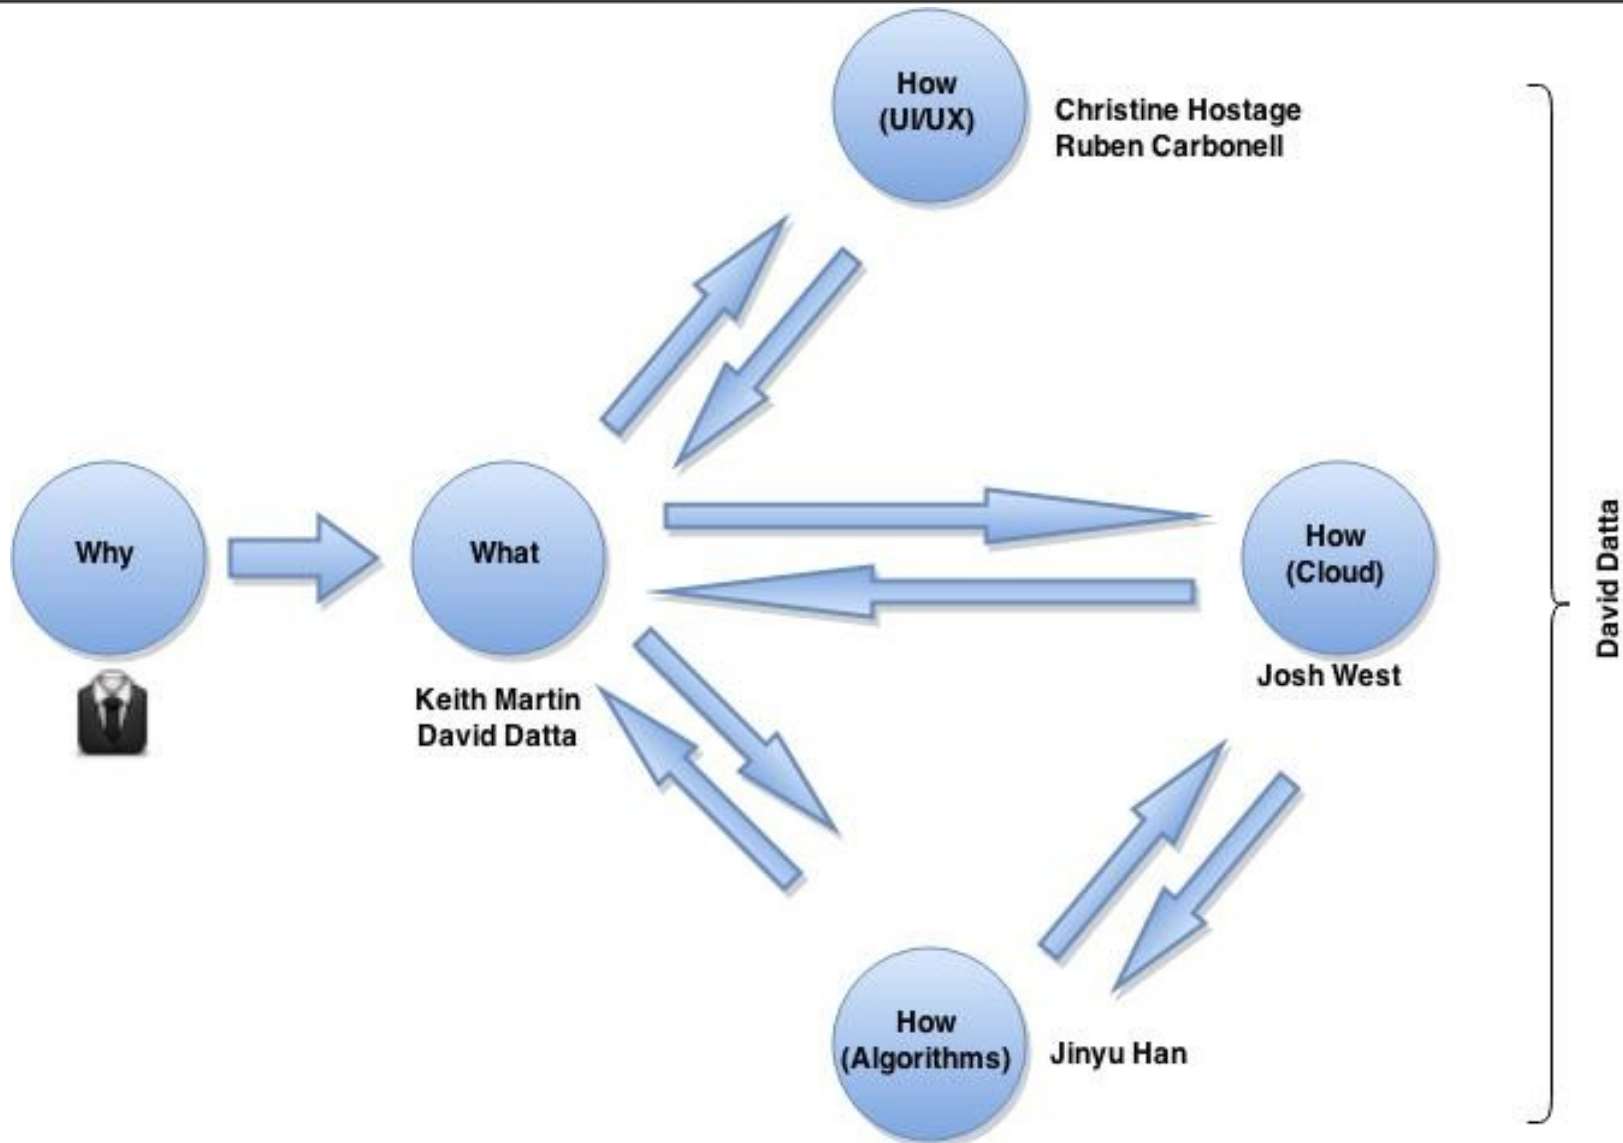 How
(UI/UX)
Christine Hostage
Ruben Carbonell
Why
What
Keith Martin
David Datta
How
(Cloud)
Josh West
How
(Algorithms)
Jinyu Han
David Datta